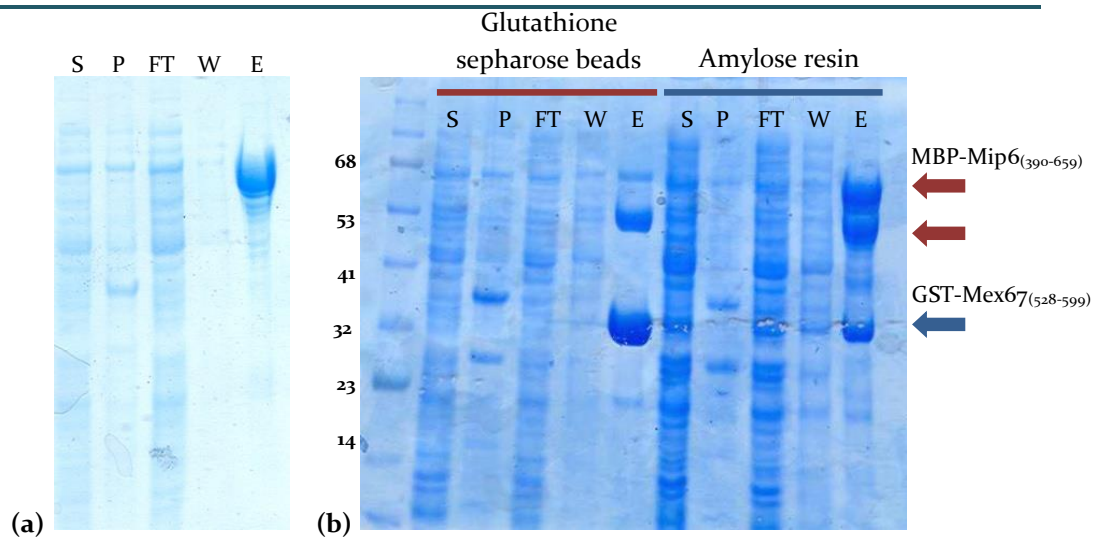 Glutathione
sepharose beads
Amylose resin
S P FT W E
S P FT W E
S P FT W E
68
53
41
32
23
14
MBP-Mip6(390-659)
GST-Mex67(528-599)
(a)
(b)